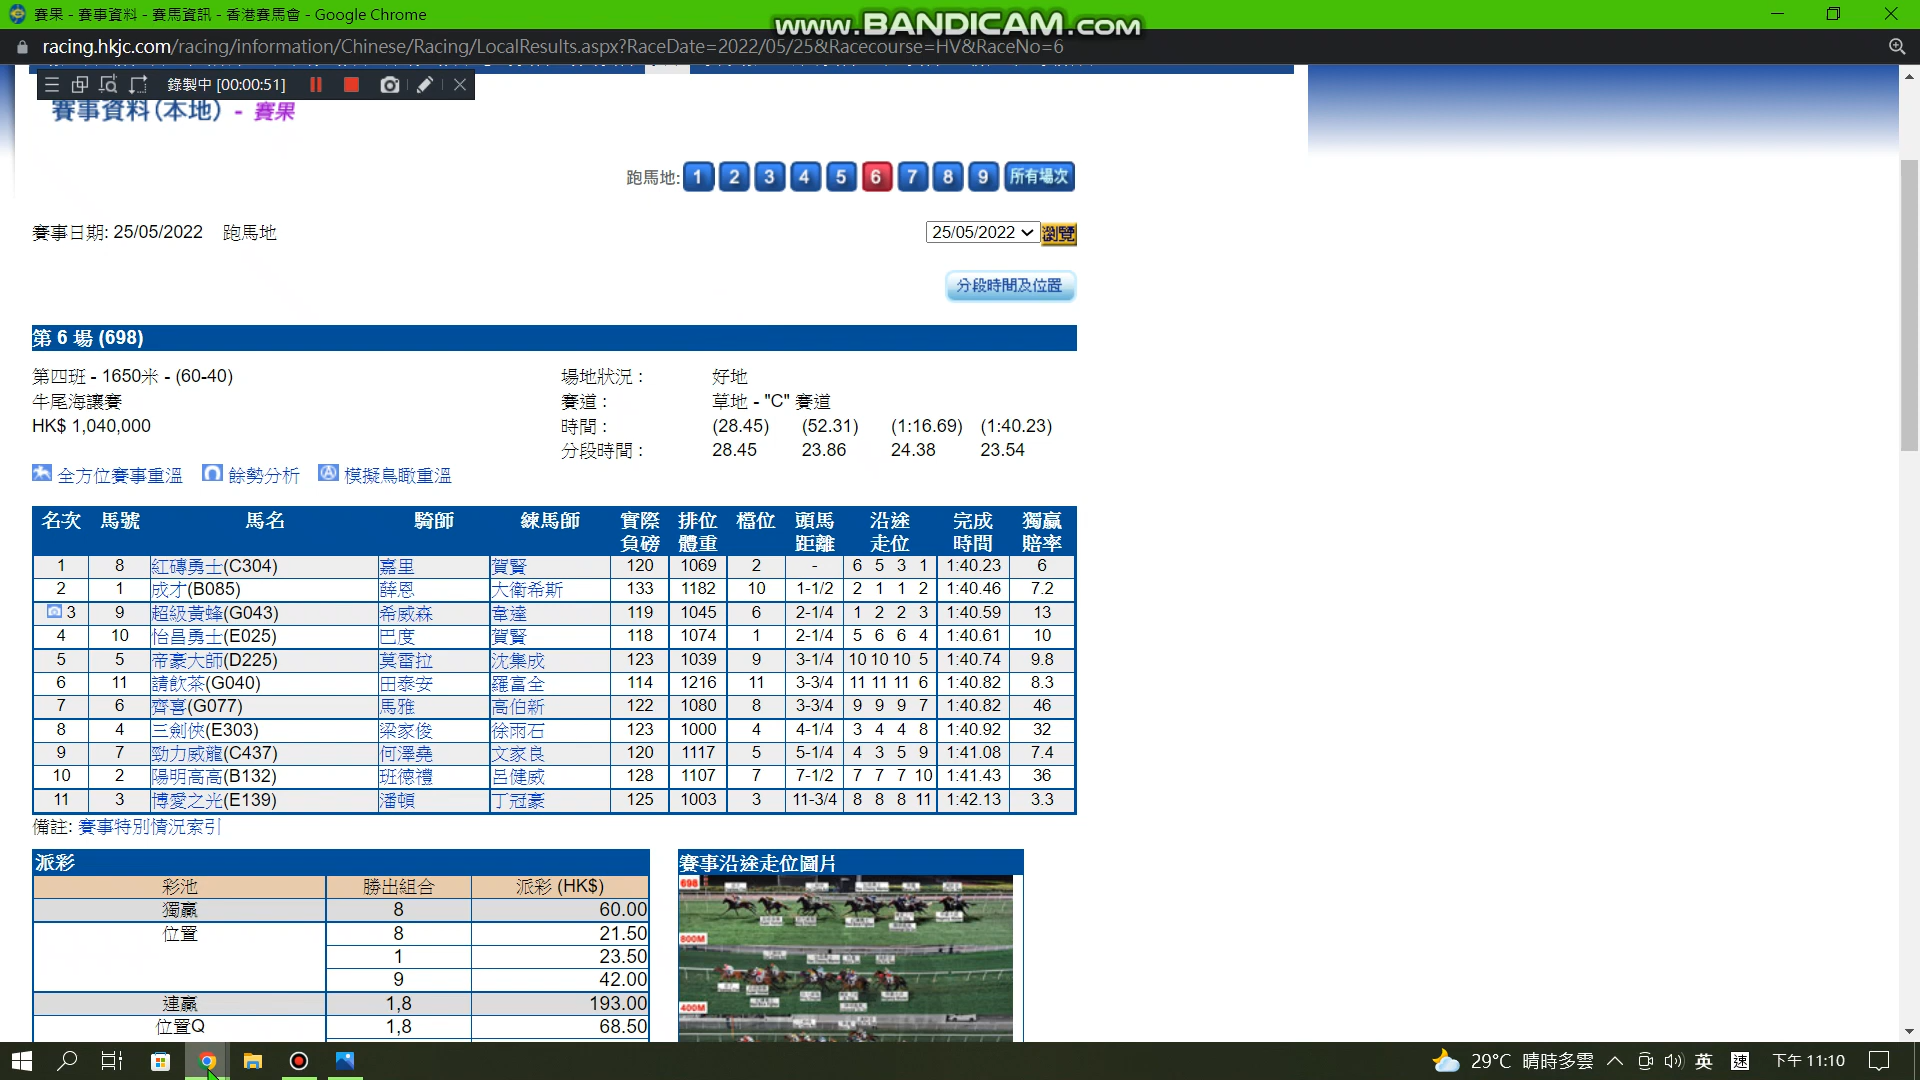 賽果 - 賽事資料 - 賽馬資訊 - 香港賽馬會 - Google Chrome
www.BANDICAM.com
racing.hkjc.com/racing/information/Chinese/Racing/LocalResults.aspx?RaceDate=2022/05/25&Racecourse=HV&RaceNo=6
錄製中 [00:00:51]
賽事資料(本地) - 賽果
跑馬地: 1 2 3 4 5 6 7 8 9 所有場次
賽事日期: 25/05/2022 跑馬地 25/05/2022 瀏覽
分段時間及位置
第 6 場 (698)
第四班 - 1650米 - (60-40) 場地狀況 : 好地
牛尾海讓賽 賽道 : 草地 - "C" 賽道
HK$ 1,040,000 時間 : (28.45) (52.31) (1:16.69) (1:40.23)
分段時間 : 28.45 23.86 24.38 23.54
全方位賽事重溫 餘勢分析 模擬鳥瞰重溫
名次 馬號 馬名 騎師 練馬師 實際負磅 排位體重 檔位 頭馬距離 沿途走位 完成時間 獨贏賠率
1 8 紅磚勇士(C304) 嘉里 賀賢 120 1069 2 - 6 5 3 1 1:40.23 6
2 1 成才(B085) 薛恩 大衛希斯 133 1182 10 1-1/2 2 1 1 2 1:40.46 7.2
3 9 超級黃蜂(G043) 希威森 韋達 119 1045 6 2-1/4 1 2 2 3 1:40.59 13
4 10 怡昌勇士(E025) 巴度 賀賢 118 1074 1 2-1/4 5 6 6 4 1:40.61 10
5 5 帝豪大師(D225) 莫雷拉 沈集成 123 1039 9 3-1/4 10 10 10 5 1:40.74 9.8
6 11 請飲茶(G040) 田泰安 羅富全 114 1216 11 3-3/4 11 11 11 6 1:40.82 8.3
7 6 齊喜(G077) 馬雅 高伯新 122 1080 8 3-3/4 9 9 9 7 1:40.82 46
8 4 三劍俠(E303) 梁家俊 徐雨石 123 1000 4 4-1/4 3 4 4 8 1:40.92 32
9 7 勁力威龍(C437) 何澤堯 文家良 120 1117 5 5-1/4 4 3 5 9 1:41.08 7.4
10 2 陽明高高(B132) 班德禮 呂健威 128 1107 7 7-1/2 7 7 7 10 1:41.43 36
11 3 博愛之光(E139) 潘頓 丁冠豪 125 1003 3 11-3/4 8 8 8 11 1:42.13 3.3
備註: 賽事特別情況索引
派彩 賽事沿途走位圖片
彩池 勝出組合 派彩 (HK$)
獨贏 8 60.00
位置 8 21.50
1 23.50
9 42.00
連贏 1,8 193.00
位置Q 1,8 68.50
698
800M
400M
29°C 晴時多雲 英 速 下午 11:10